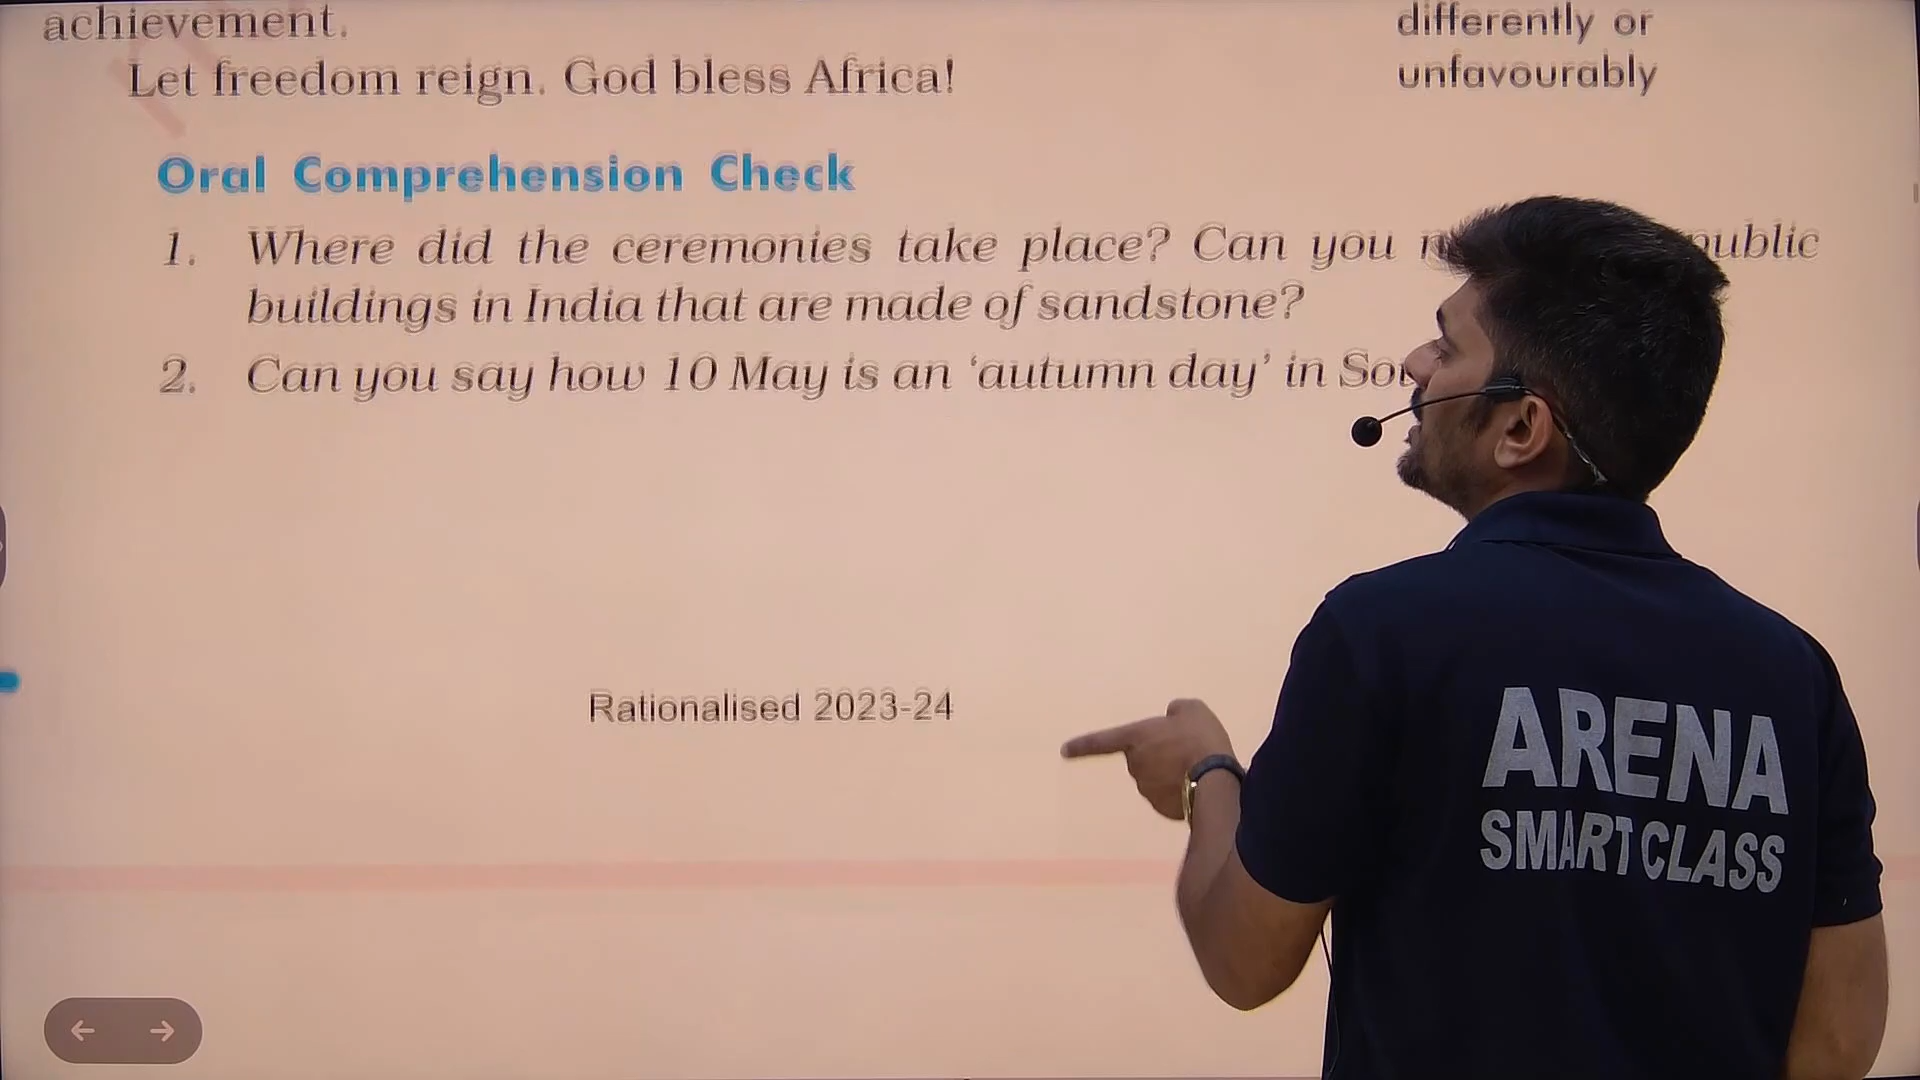 achievement.
Let freedom reign. God bless Africa!
differently or
unfavourably
Oral Comprehension Check
1. Where did the ceremonies take place? Can you public
buildings in India that are made of sandstone?
2. Can you say how 10 May is an ‘autumn day’ in
Rationalised 2023-24
ARENA
SMART CLASS